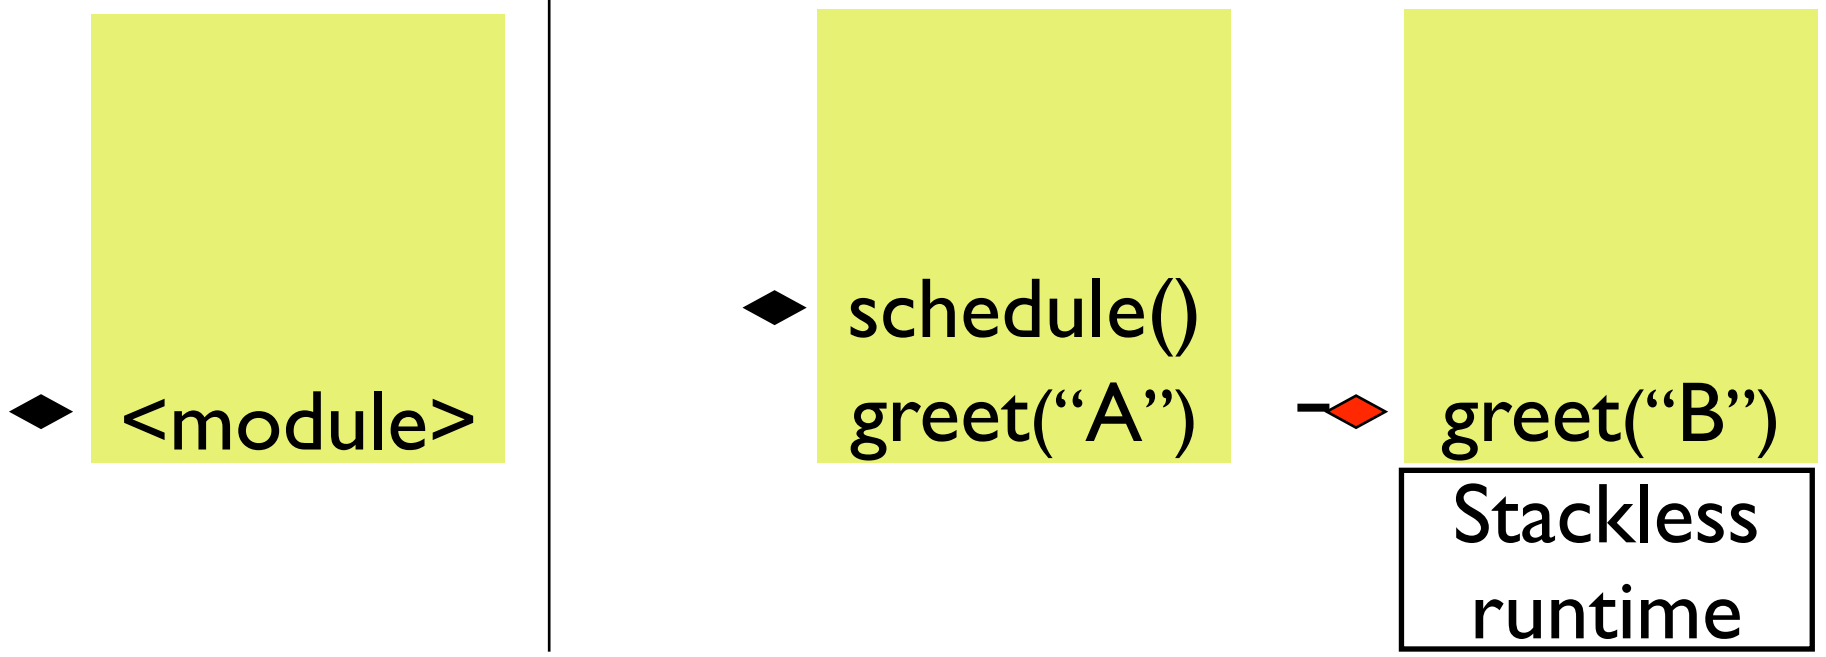 <module>
schedule()
greet(“A”)
greet(“B”)
Stackless
runtime